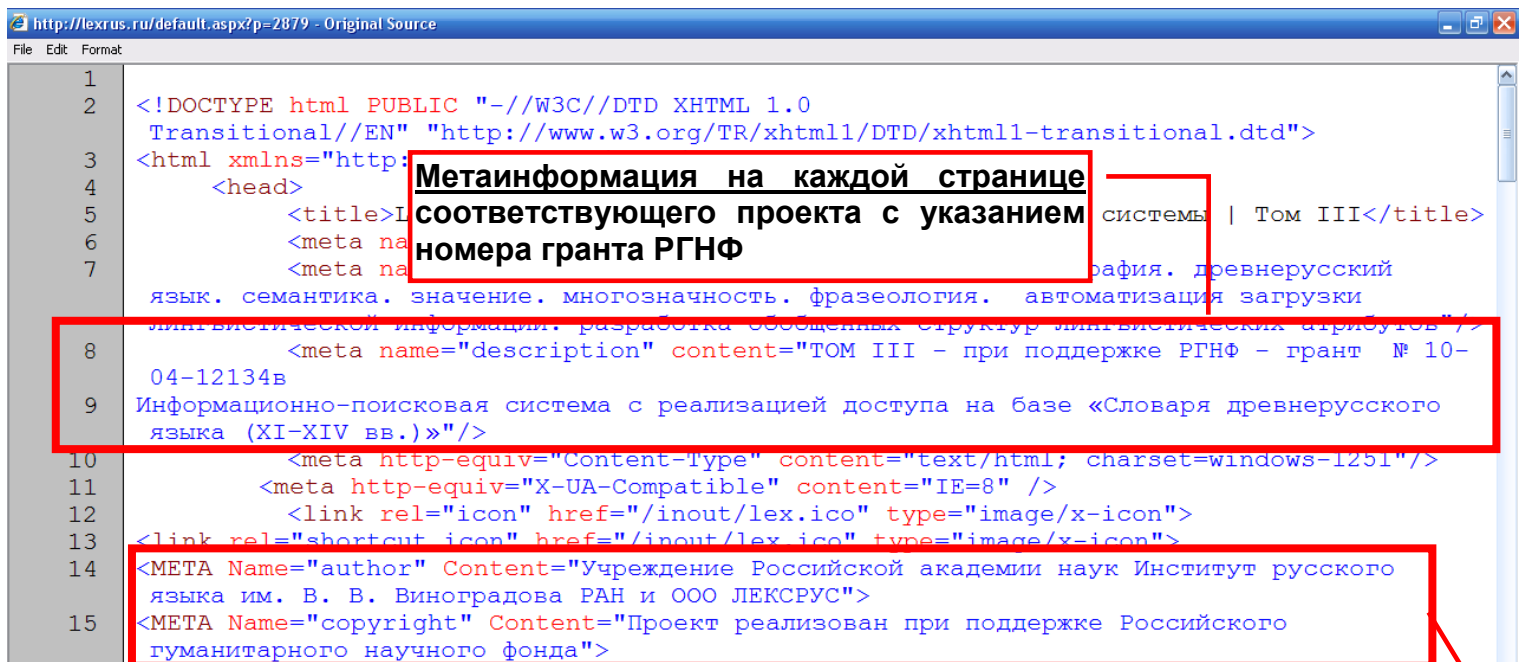 http://lexrus.ru/default.aspx?p=2879 - Original Source
File Edit Format
1
2 <!DOCTYPE html PUBLIC "-//W3C//DTD XHTML 1.0
Transitional//EN" "http://www.w3.org/TR/xhtml1/DTD/xhtml1-transitional.dtd">
3 <html xmlns="http:
4 <head>
5 <title>L системы | Том III</title>
6 <meta na
7 <meta na рафия. древнерусский
Метаинформация на каждой странице
соответствующего проекта с указанием
номера гранта РГНФ
язык. семантика. значение. многозначность. фразеология. автоматизация загрузки
лингвистической информации. разработка обобщенных структур лингвистических атрибутов"/>
8 <meta name="description" content="ТОМ III - при поддержке РГНФ - грант № 10-
04-12134в
9 Информационно-поисковая система с реализацией доступа на базе «Словаря древнерусского
языка (XI-XIV вв.)»"/>
10 <meta http-equiv="Content-Type" content="text/html; charset=windows-1251"/>
11 <meta http-equiv="X-UA-Compatible" content="IE=8" />
12 <link rel="icon" href="/inout/lex.ico" type="image/x-icon">
13 <link rel="shortcut icon" href="/inout/lex.ico" type="image/x-icon">
14 <META Name="author" Content="Учреждение Российской академии наук Институт русского
языка им. В. В. Виноградова РАН и ООО ЛЕКСРУС">
15 <META Name="copyright" Content="Проект реализован при поддержке Российского
гуманитарного научного фонда">